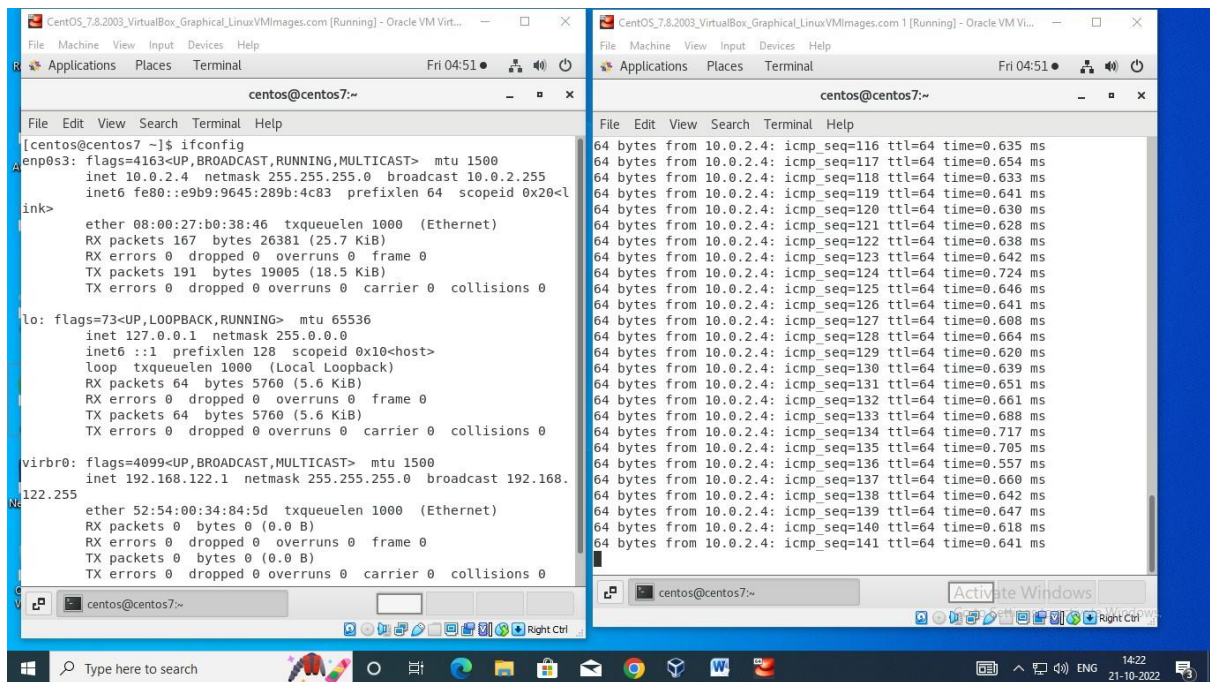 CentOS_7.8.2003_VirtualBox_Graphical_LinuxVMImages.com [Running] - Oracle VM Virt...
File Machine View Input Devices Help
Applications Places Terminal Fri 04:51
centos@centos7:~
File Edit View Search Terminal Help
[centos@centos7 ~]$ ifconfig
enp0s3: flags=4163<UP,BROADCAST,RUNNING,MULTICAST> mtu 1500
inet 10.0.2.4 netmask 255.255.255.0 broadcast 10.0.2.255
inet6 fe80::e9b9:9645:289b:4c83 prefixlen 64 scopeid 0x20<l
ink>
ether 08:00:27:b0:38:46 txqueuelen 1000 (Ethernet)
RX packets 167 bytes 26381 (25.7 KiB)
RX errors 0 dropped 0 overruns 0 frame 0
TX packets 191 bytes 19005 (18.5 KiB)
TX errors 0 dropped 0 overruns 0 carrier 0 collisions 0
lo: flags=73<UP,LOOPBACK,RUNNING> mtu 65536
inet 127.0.0.1 netmask 255.0.0.0
inet6 ::1 prefixlen 128 scopeid 0x10<host>
loop txqueuelen 1000 (Local Loopback)
RX packets 64 bytes 5760 (5.6 KiB)
RX errors 0 dropped 0 overruns 0 frame 0
TX packets 64 bytes 5760 (5.6 KiB)
TX errors 0 dropped 0 overruns 0 carrier 0 collisions 0
virbr0: flags=4099<UP,BROADCAST,MULTICAST> mtu 1500
inet 192.168.122.1 netmask 255.255.255.0 broadcast 192.168.
122.255
ether 52:54:00:34:84:5d txqueuelen 1000 (Ethernet)
RX packets 0 bytes 0 (0.0 B)
RX errors 0 dropped 0 overruns 0 frame 0
TX packets 0 bytes 0 (0.0 B)
TX errors 0 dropped 0 overruns 0 carrier 0 collisions 0
centos@centos7:~
Right Ctrl
CentOS_7.8.2003_VirtualBox_Graphical_LinuxVMImages.com 1 [Running] - Oracle VM Vi...
File Machine View Input Devices Help
Applications Places Terminal Fri 04:51
centos@centos7:~
File Edit View Search Terminal Help
64 bytes from 10.0.2.4: icmp_seq=116 ttl=64 time=0.635 ms
64 bytes from 10.0.2.4: icmp_seq=117 ttl=64 time=0.654 ms
64 bytes from 10.0.2.4: icmp_seq=118 ttl=64 time=0.633 ms
64 bytes from 10.0.2.4: icmp_seq=119 ttl=64 time=0.641 ms
64 bytes from 10.0.2.4: icmp_seq=120 ttl=64 time=0.630 ms
64 bytes from 10.0.2.4: icmp_seq=121 ttl=64 time=0.628 ms
64 bytes from 10.0.2.4: icmp_seq=122 ttl=64 time=0.638 ms
64 bytes from 10.0.2.4: icmp_seq=123 ttl=64 time=0.642 ms
64 bytes from 10.0.2.4: icmp_seq=124 ttl=64 time=0.724 ms
64 bytes from 10.0.2.4: icmp_seq=125 ttl=64 time=0.646 ms
64 bytes from 10.0.2.4: icmp_seq=126 ttl=64 time=0.641 ms
64 bytes from 10.0.2.4: icmp_seq=127 ttl=64 time=0.608 ms
64 bytes from 10.0.2.4: icmp_seq=128 ttl=64 time=0.664 ms
64 bytes from 10.0.2.4: icmp_seq=129 ttl=64 time=0.620 ms
64 bytes from 10.0.2.4: icmp_seq=130 ttl=64 time=0.639 ms
64 bytes from 10.0.2.4: icmp_seq=131 ttl=64 time=0.651 ms
64 bytes from 10.0.2.4: icmp_seq=132 ttl=64 time=0.661 ms
64 bytes from 10.0.2.4: icmp_seq=133 ttl=64 time=0.688 ms
64 bytes from 10.0.2.4: icmp_seq=134 ttl=64 time=0.717 ms
64 bytes from 10.0.2.4: icmp_seq=135 ttl=64 time=0.705 ms
64 bytes from 10.0.2.4: icmp_seq=136 ttl=64 time=0.557 ms
64 bytes from 10.0.2.4: icmp_seq=137 ttl=64 time=0.660 ms
64 bytes from 10.0.2.4: icmp_seq=138 ttl=64 time=0.642 ms
64 bytes from 10.0.2.4: icmp_seq=139 ttl=64 time=0.647 ms
64 bytes from 10.0.2.4: icmp_seq=140 ttl=64 time=0.618 ms
64 bytes from 10.0.2.4: icmp_seq=141 ttl=64 time=0.641 ms
centos@centos7:~
Activate Windows
Right Ctrl
Type here to search
ENG
14:22
21-10-2022